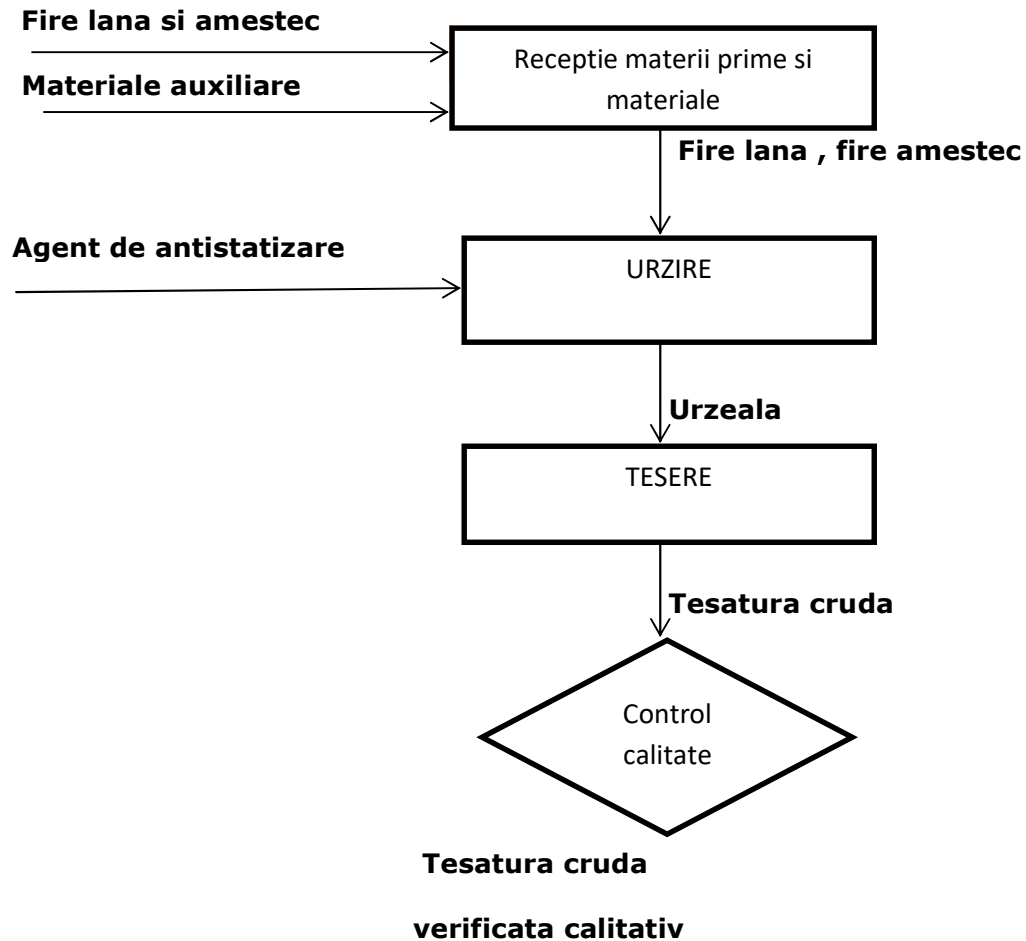 Fire lana si amestec
Receptie materii prime si
materiale
Materiale auxiliare
Fire lana , fire amestec
Agent de antistatizare
URZIRE
Urzeala
TESERE
Tesatura cruda
Control
calitate
Tesatura cruda
verificata calitativ